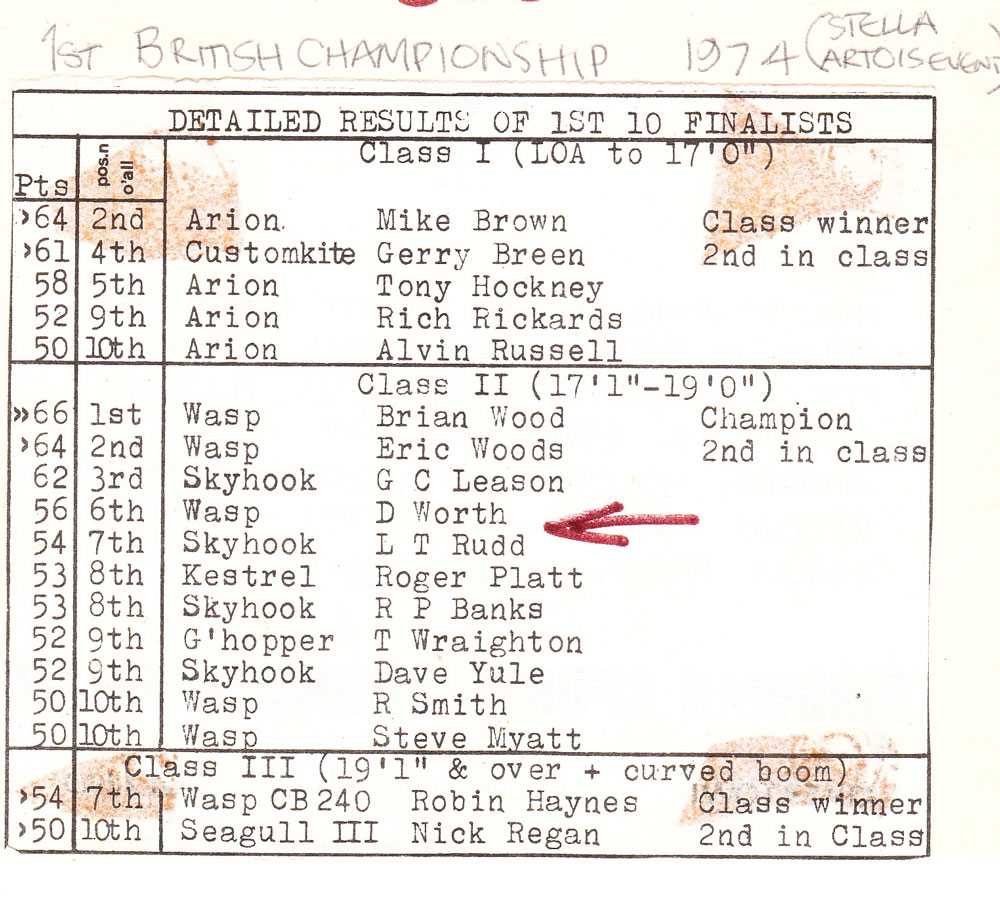 1ST BRITISH CHAMPIONSHIP 1974 (STELLA ARTOIS EVENT)
DETAILED RESULTS OF 1ST 10 FINALISTS
Class I (LOA to 17'0")
Pts pos.n o'all
›64 2nd Arion. Mike Brown Class winner
›61 4th Customkite Gerry Breen 2nd in class
58 5th Arion Tony Hockney
52 9th Arion Rich Rickards
50 10th Arion Alvin Russell
Class II (17'1"-19'0")
»66 1st Wasp Brian Wood Champion
›64 2nd Wasp Eric Woods 2nd in class
62 3rd Skyhook G C Leason
56 6th Wasp D Worth
54 7th Skyhook L T Rudd
53 8th Kestrel Roger Platt
53 8th Skyhook R P Banks
52 9th G'hopper T Wraighton
52 9th Skyhook Dave Yule
50 10th Wasp R Smith
50 10th Wasp Steve Myatt
Class III (19'1" & over + curved boom)
›54 7th Wasp CB 240 Robin Haynes Class winner
›50 10th Seagull III Nick Regan 2nd in Class